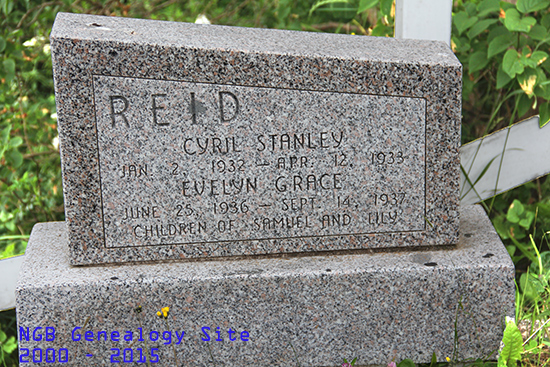 REID
CYRIL STANLEY
JAN. 2, 1932 — APR. 12, 1933
EVELYN GRACE
JUNE 25, 1936 — SEPT. 14, 1937
CHILDREN OF SAMUEL AND LILY
NGB Genealogy Site
2000 - 2015